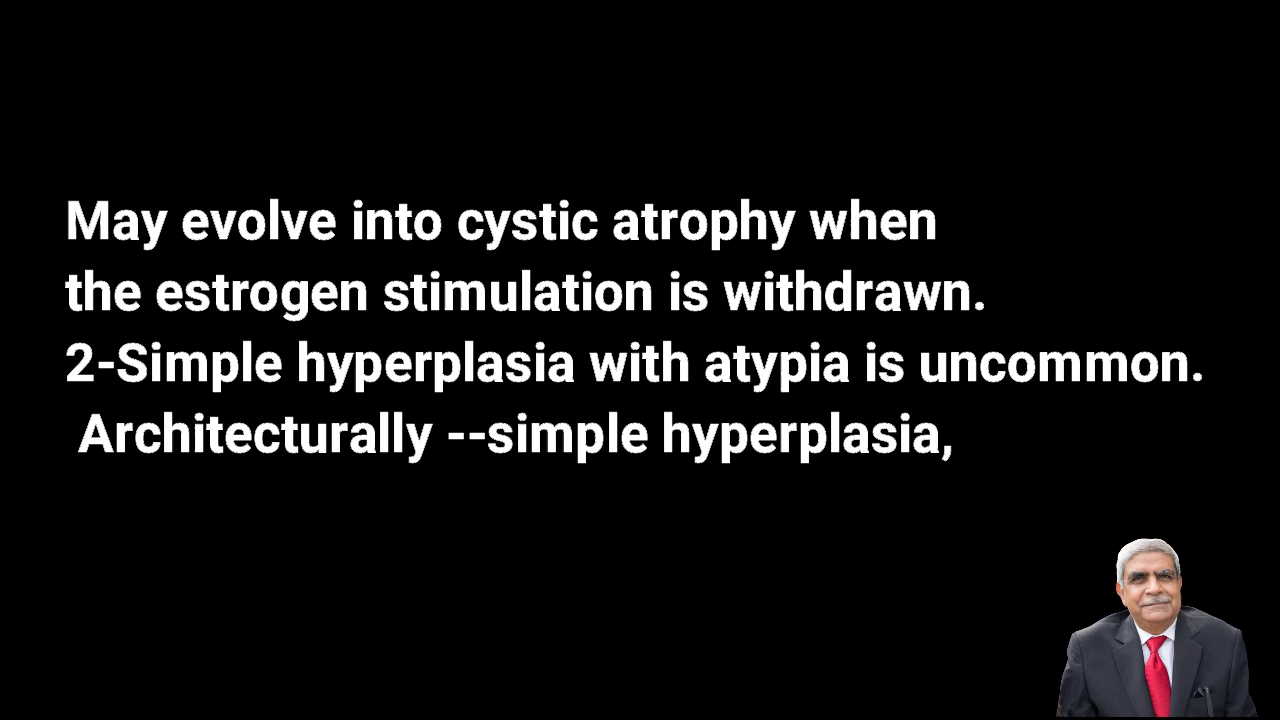 May evolve into cystic atrophy when
the estrogen stimulation is withdrawn.
2-Simple hyperplasia with atypia is uncommon.
Architecturally --simple hyperplasia,